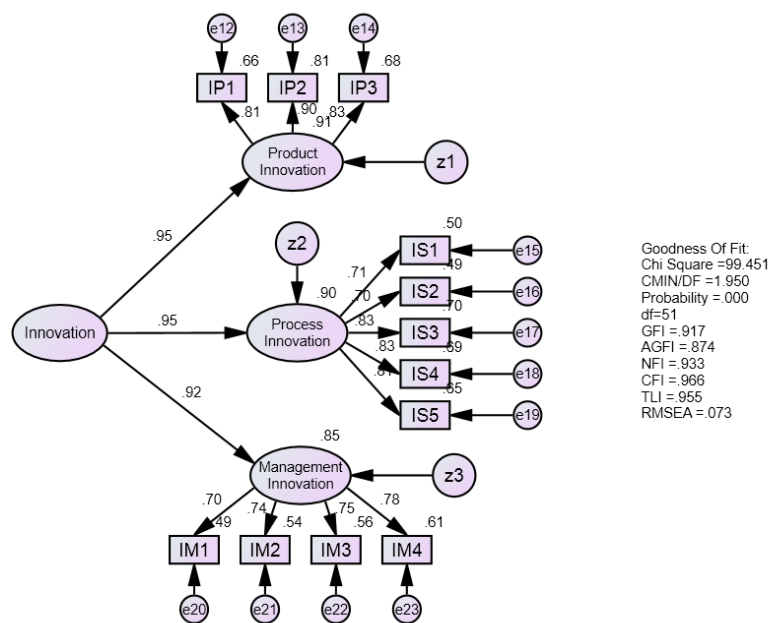 e12
e13
e14
.66
.81
.68
IP1
IP2
IP3
.81
.90
.83
.91
Product
Innovation
z1
.95
z2
.50
IS1
e15
.71
.49
IS2
e16
.90
.70
.70
Innovation
.95
Process
Innovation
.83
IS3
e17
.83
.69
IS4
e18
.65
IS5
e19
.92
.85
Management
Innovation
z3
.70
.74
.75
.78
.49
.54
.56
.61
IM1
IM2
IM3
IM4
e20
e21
e22
e23
Goodness Of Fit:
Chi Square =99.451
CMIN/DF =1.950
Probability =.000
df=51
GFI =.917
AGFI =.874
NFI =.933
CFI =.966
TLI =.955
RMSEA =.073